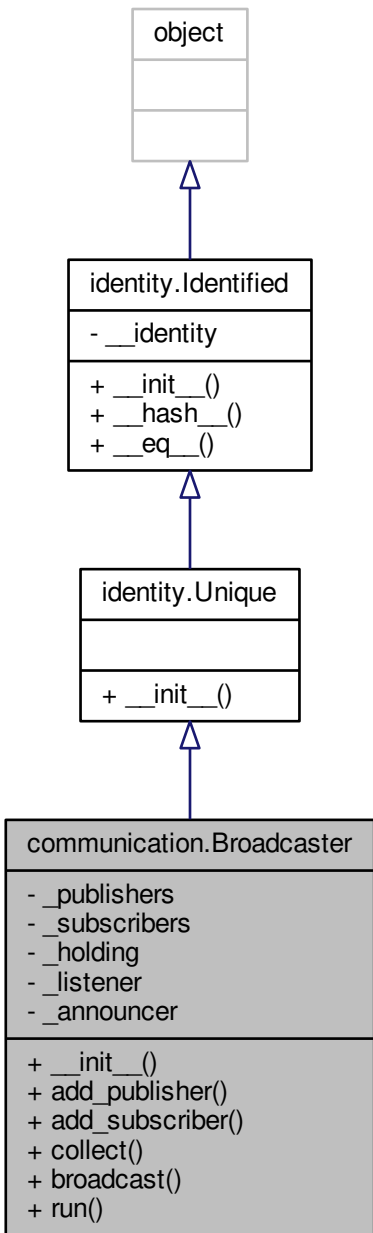 object
identity.Identified
- __identity
+ __init__()
+ __hash__()
+ __eq__()
identity.Unique
+ __init__()
communication.Broadcaster
- _publishers
- _subscribers
- _holding
- _listener
- _announcer
+ __init__()
+ add_publisher()
+ add_subscriber()
+ collect()
+ broadcast()
+ run()